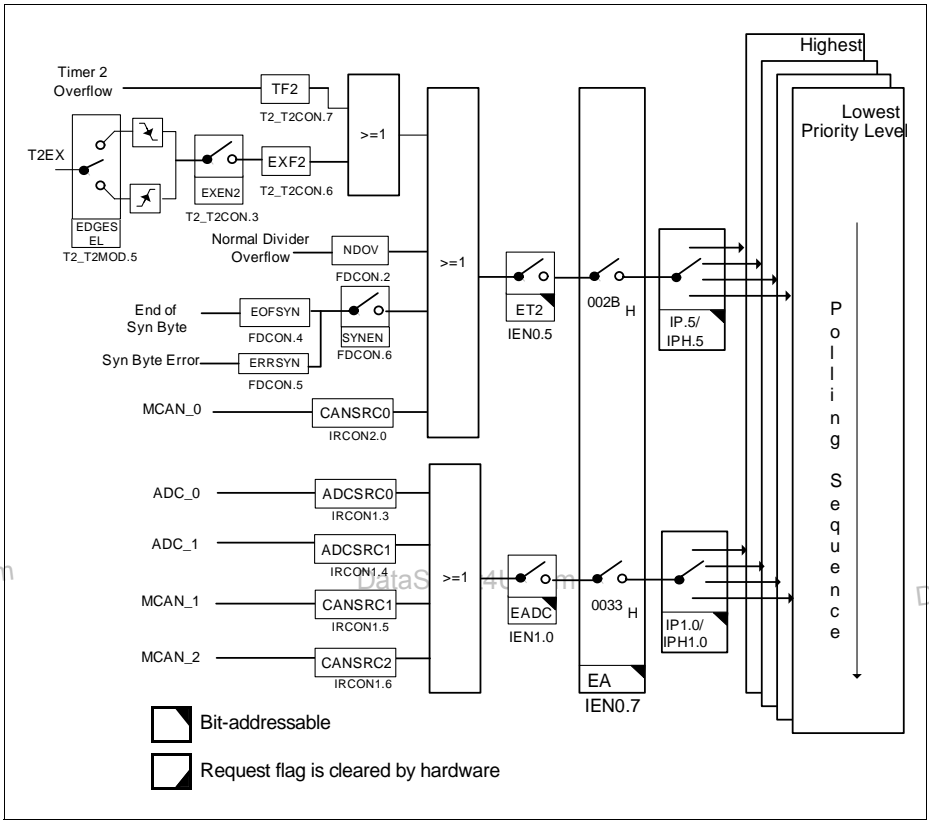 Highest
Lowest
Priority Level
Timer 2
Overflow
TF2
T2_T2CON.7
>=1
T2EX
EXF2
T2_T2CON.6
EXEN2
T2_T2CON.3
EDGES
EL
T2_T2MOD.5
Normal Divider
Overflow
NDOV
FDCON.2
>=1
End of
Syn Byte
EOFSYN
FDCON.4
SYNEN
FDCON.6
Syn Byte Error
ERRSYN
FDCON.5
MCAN_0
CANSRC0
IRCON2.0
ET2
IEN0.5
002B H
IP.5/
IPH.5
Polling Sequence
ADC_0
ADCSRC0
IRCON1.3
ADC_1
ADCSRC1
IRCON1.4
MCAN_1
CANSRC1
IRCON1.5
MCAN_2
CANSRC2
IRCON1.6
>=1
EADC
IEN1.0
0033 H
IP1.0/
IPH1.0
EA
IEN0.7
Bit-addressable
Request flag is cleared by hardware